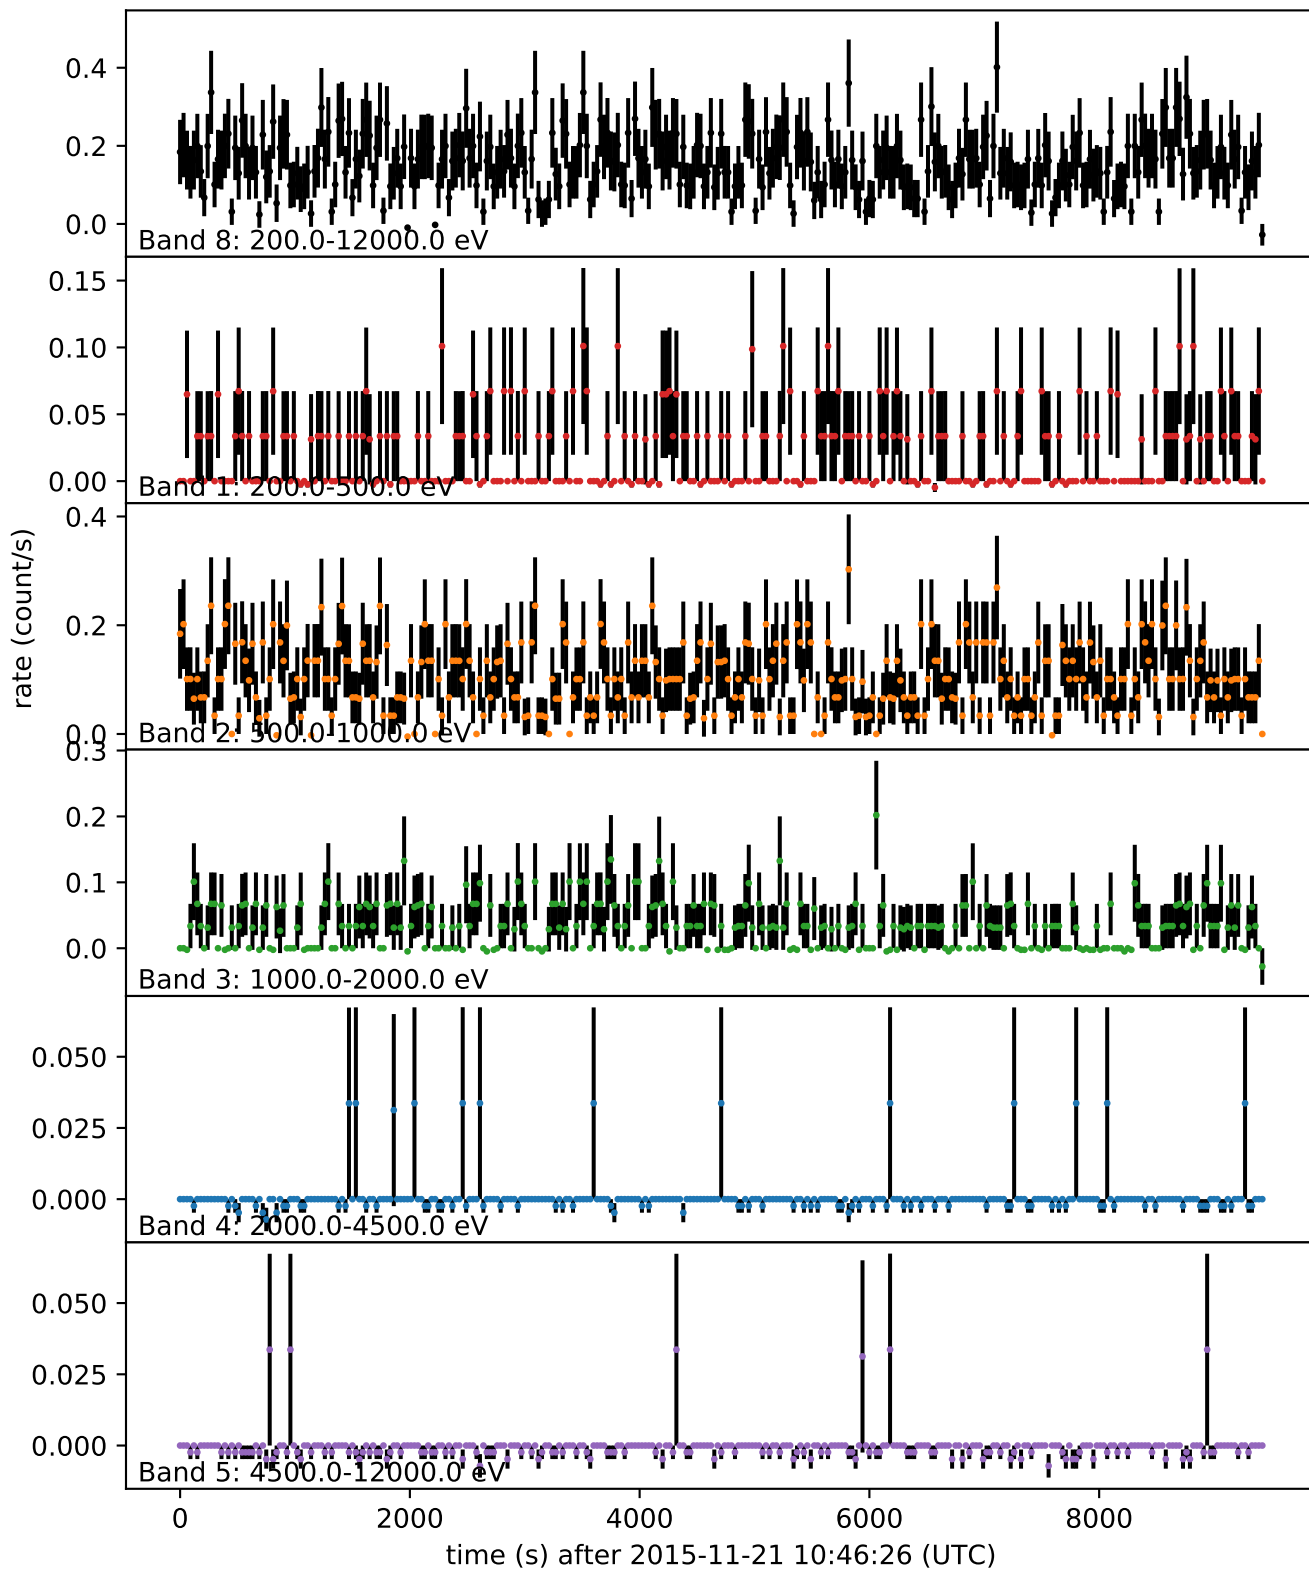 0.4
0.2
0.0
Band 8: 200.0-12000.0 eV
0.15
0.10
0.05
0.00
Band 1: 200.0-500.0 eV
0.4
0.2
0.0
Band 2: 500.0-1000.0 eV
rate (count/s)
0.3
0.2
0.1
0.0
Band 3: 1000.0-2000.0 eV
0.050
0.025
0.000
Band 4: 2000.0-4500.0 eV
0.050
0.025
0.000
Band 5: 4500.0-12000.0 eV
0 2000 4000 6000 8000
time (s) after 2015-11-21 10:46:26 (UTC)